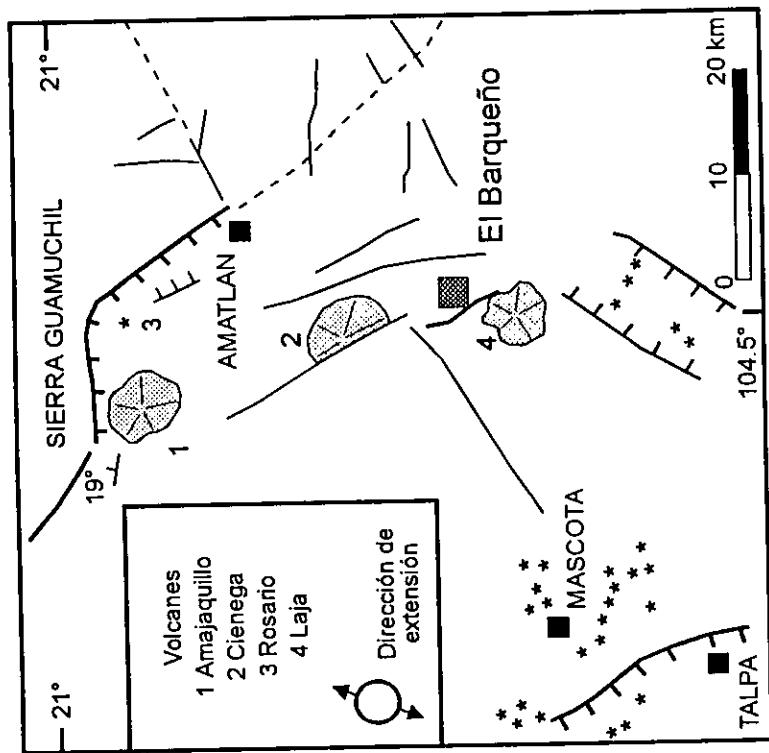 21°
21°
SIERRA GUAMUCHIL
19°
Volcanes
1 Amajaquillo
2 Cienega
3 Rosario
4 Laja
Dirección de
extensión
1
3
AMATLAN
2
El Barqueño
4
MASCOTA
TALPA
104.5°
0
10
20 km